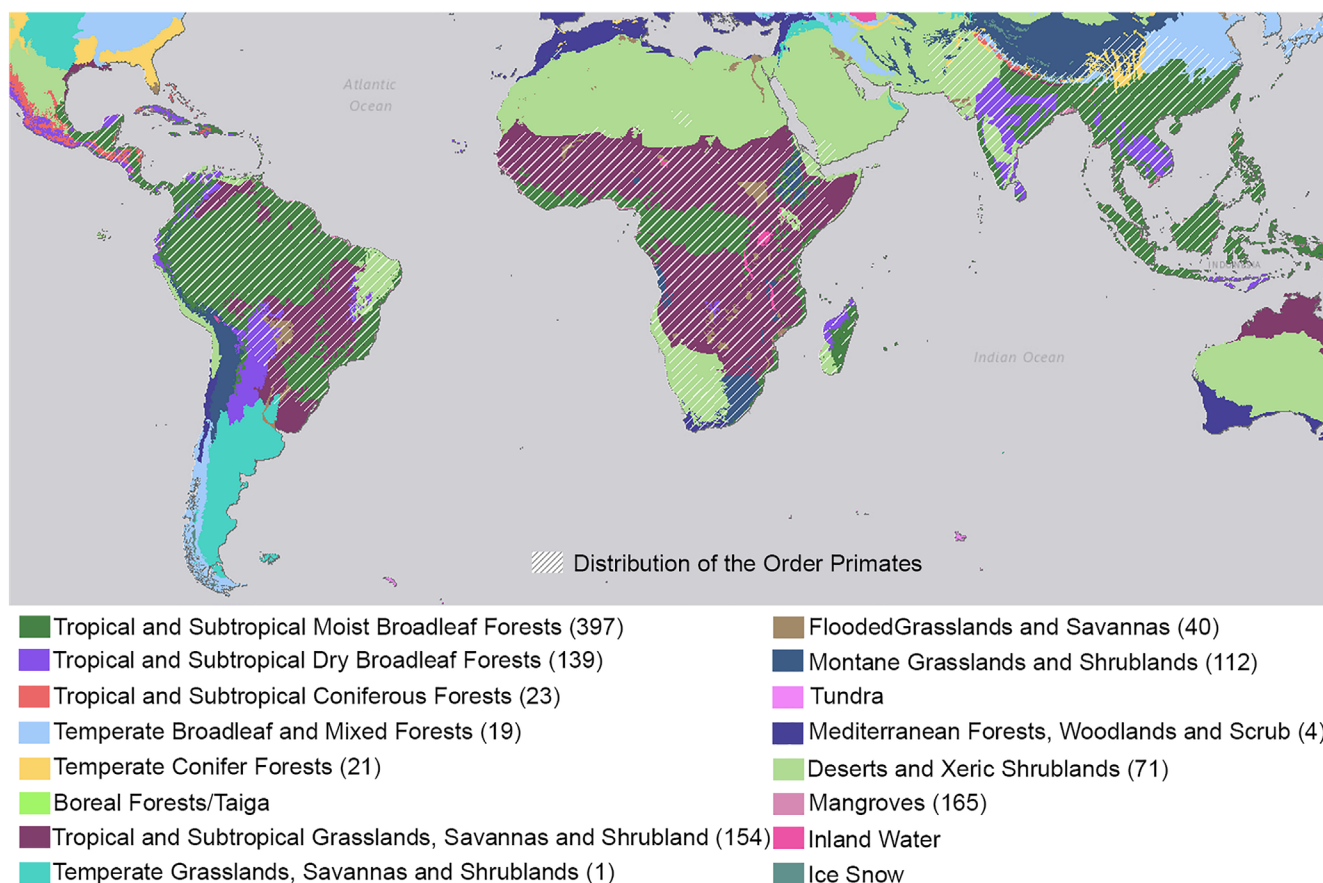 Atlantic
Ocean
INDONESIA
Indian Ocean
Distribution of the Order Primates
Tropical and Subtropical Moist Broadleaf Forests (397)
Tropical and Subtropical Dry Broadleaf Forests (139)
Tropical and Subtropical Coniferous Forests (23)
Temperate Broadleaf and Mixed Forests (19)
Temperate Conifer Forests (21)
Boreal Forests/Taiga
Tropical and Subtropical Grasslands, Savannas and Shrubland (154)
Temperate Grasslands, Savannas and Shrublands (1)
FloodedGrasslands and Savannas (40)
Montane Grasslands and Shrublands (112)
Tundra
Mediterranean Forests, Woodlands and Scrub (4)
Deserts and Xeric Shrublands (71)
Mangroves (165)
Inland Water
Ice Snow